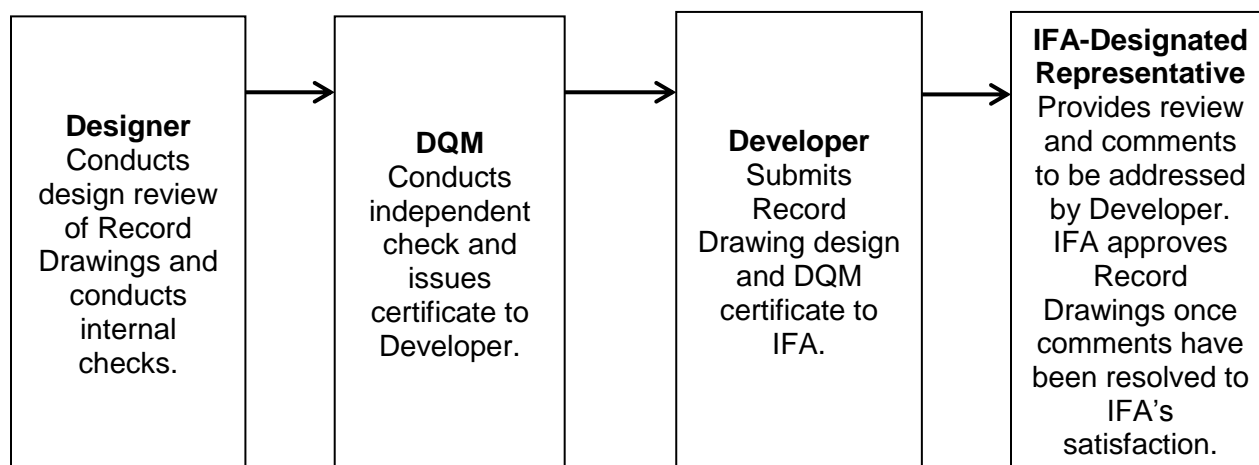 Designer
Conducts
design review
of Record
Drawings and
conducts
internal
checks.
DQM
Conducts
independent
check and
issues
certificate to
Developer.
Developer
Submits
Record
Drawing design
and DQM
certificate to
IFA.
IFA-Designated
Representative
Provides review
and comments
to be addressed
by Developer.
IFA approves
Record
Drawings once
comments have
been resolved to
IFA’s
satisfaction.